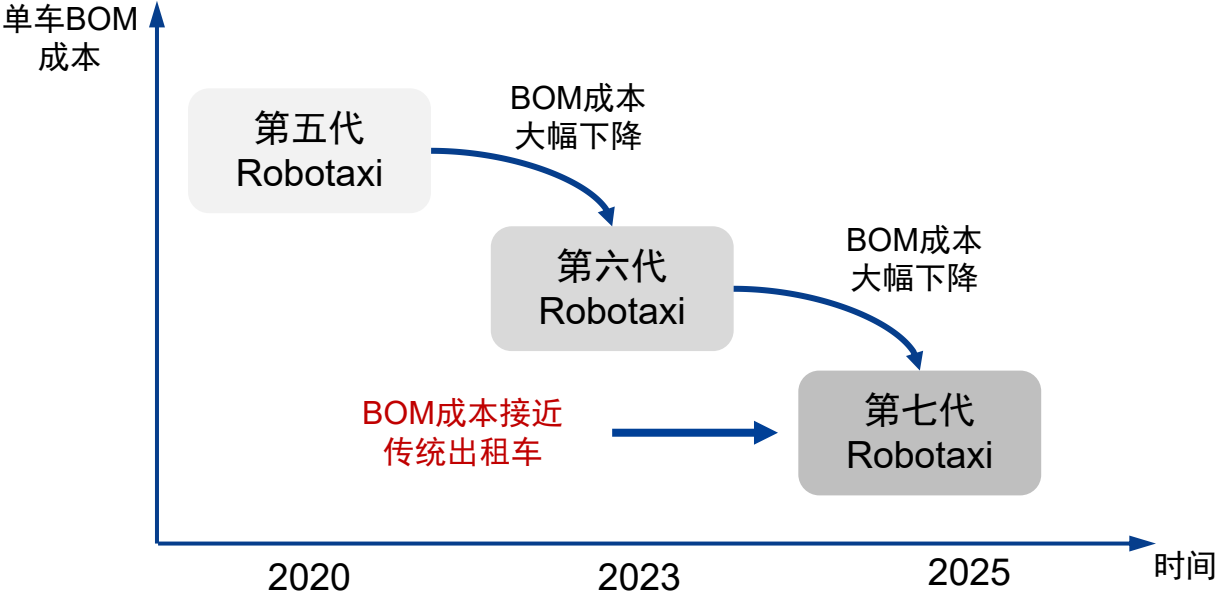 单车BOM
成本
第五代
Robotaxi
BOM成本
大幅下降
第六代
Robotaxi
BOM成本
大幅下降
BOM成本接近
传统出租车
第七代
Robotaxi
2020
2023
2025
时间